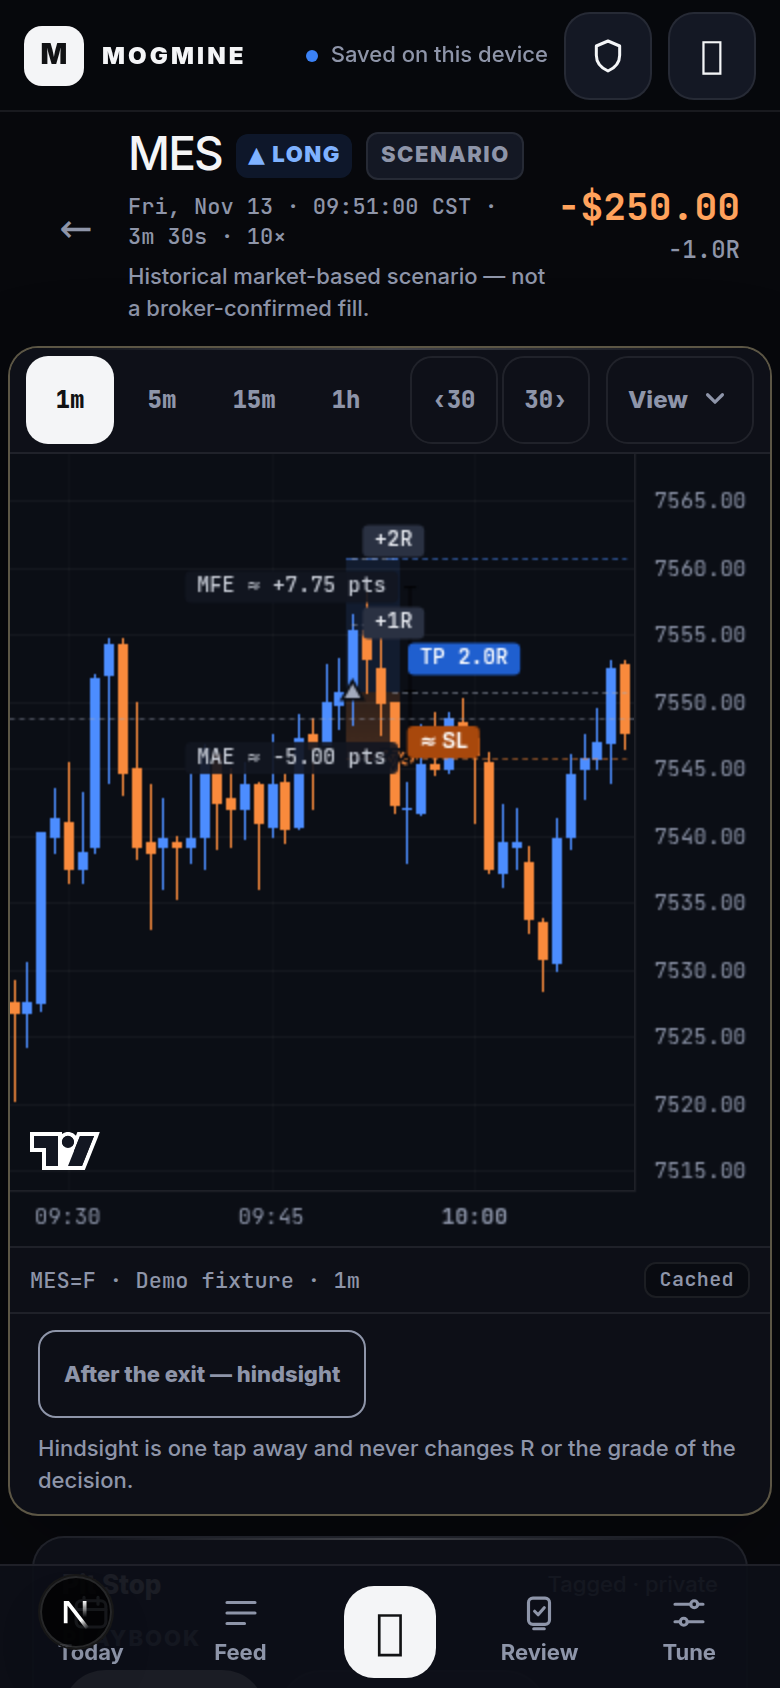 M MOGMINE Saved on this device
MES ▲ LONG SCENARIO
Fri, Nov 13 · 09:51:00 CST ·
3m 30s · 10×
-$250.00
-1.0R
Historical market-based scenario — not
a broker-confirmed fill.
1m 5m 15m 1h ‹30 30› View
7565.00
+2R
7560.00
MFE ≈ +7.75 pts
+1R
7555.00
TP 2.0R
7550.00
≈ SL
MAE ≈ -5.00 pts
7545.00
7540.00
7535.00
7530.00
7525.00
7520.00
7515.00
09:30 09:45 10:00
MES=F · Demo fixture · 1m Cached
After the exit — hindsight
Hindsight is one tap away and never changes R or the grade of the
decision.
Stop Tagged · private
YBOOK
N
Today Feed Review Tune